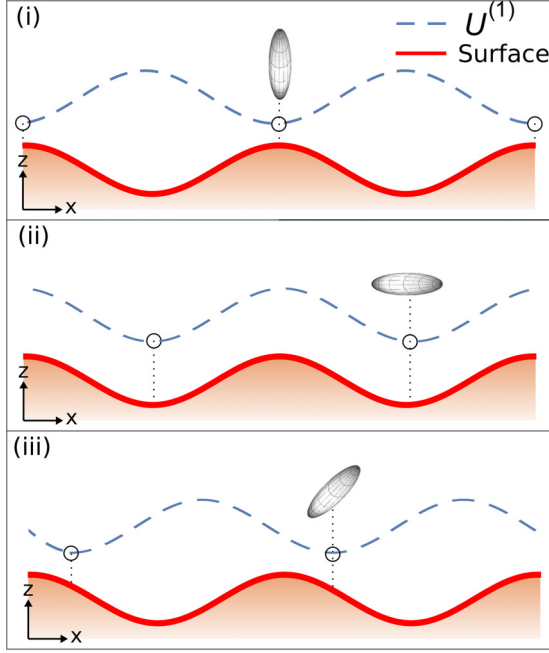 (i)
U^(1)
Surface
z
x
(ii)
z
x
(iii)
z
x